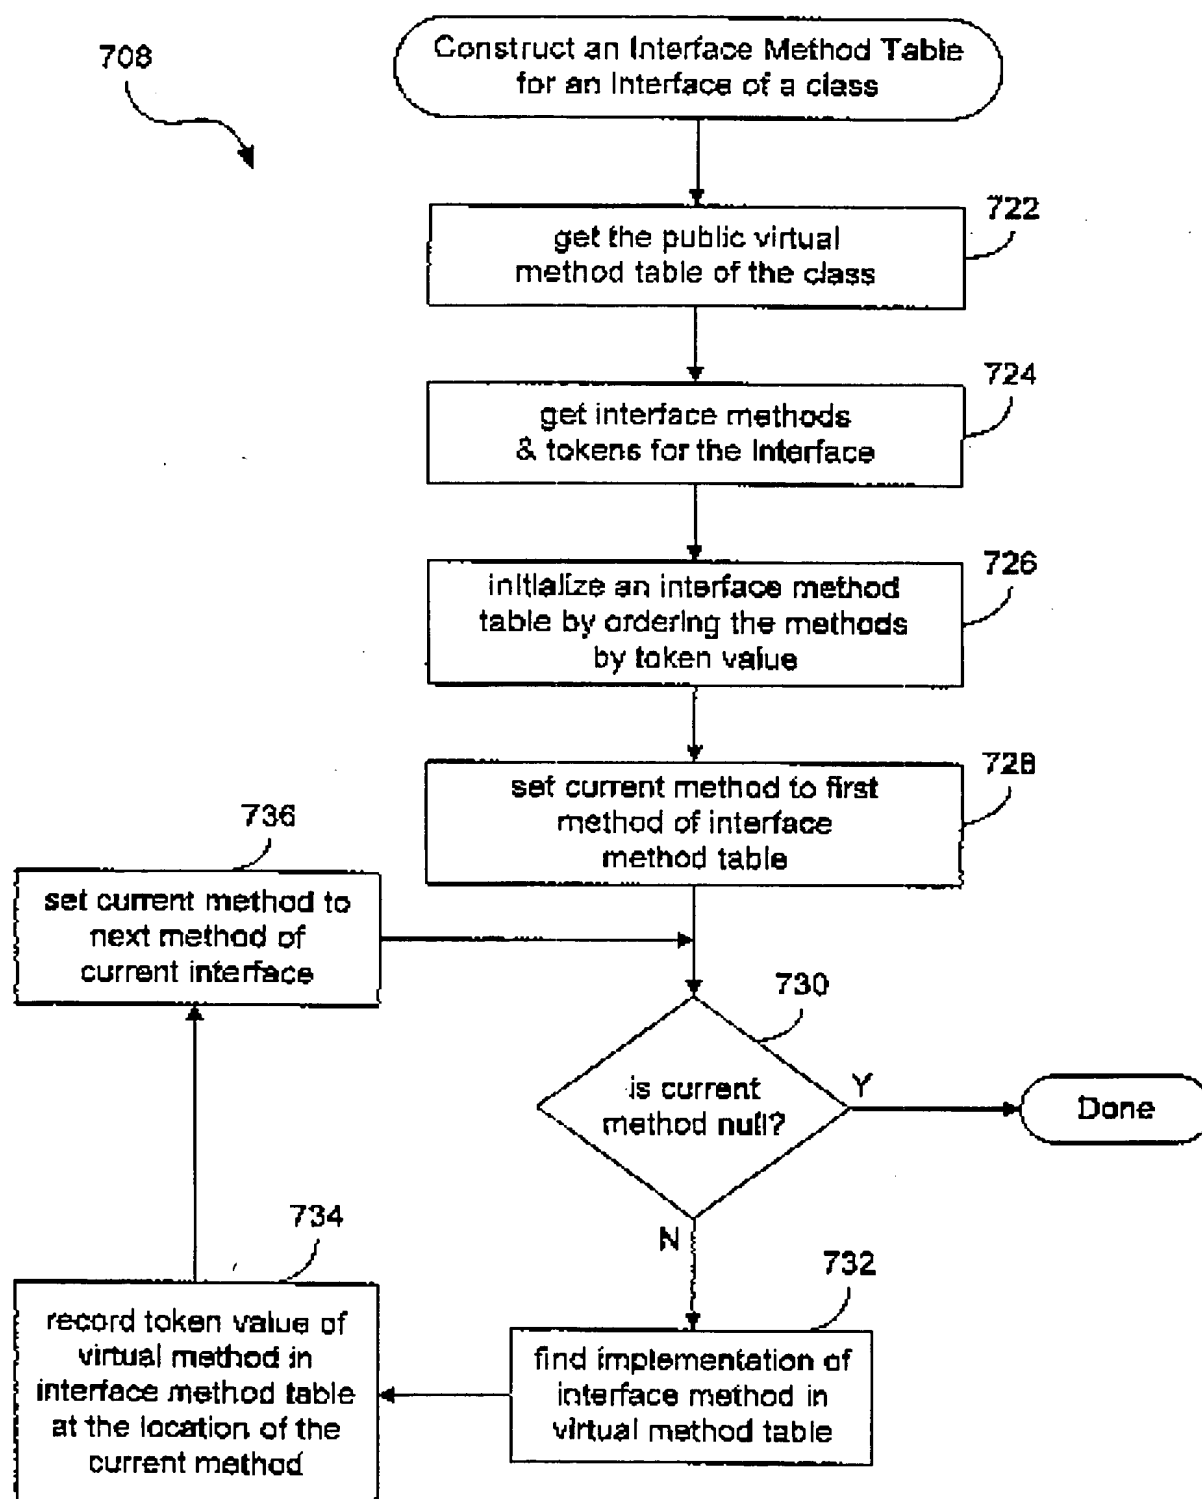 708
Construct an Interface Method Table
for an Interface of a class
722
get the public virtual
method table of the class
724
get interface methods
& tokens for the Interface
726
initialize an interface method
table by ordering the methods
by token value
728
set current method to first
method of interface
method table
736
set current method to
next method of
current interface
730
is current
method null?
Y
Done
N
734
record token value of
virtual method in
interface method table
at the location of the
current method
732
find implementation of
interface method in
virtual method table